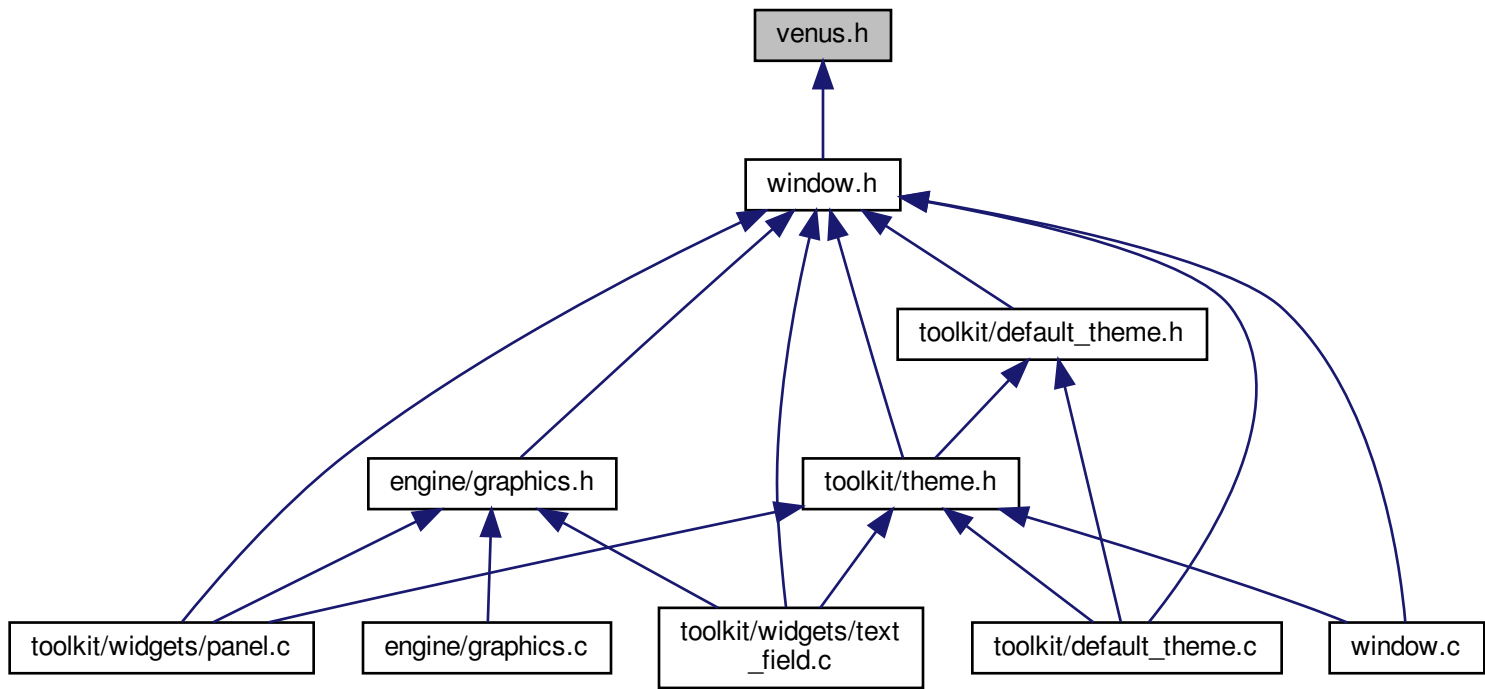 venus.h
window.h
toolkit/default_theme.h
engine/graphics.h
toolkit/theme.h
toolkit/widgets/panel.c
engine/graphics.c
toolkit/widgets/text
_field.c
toolkit/default_theme.c
window.c